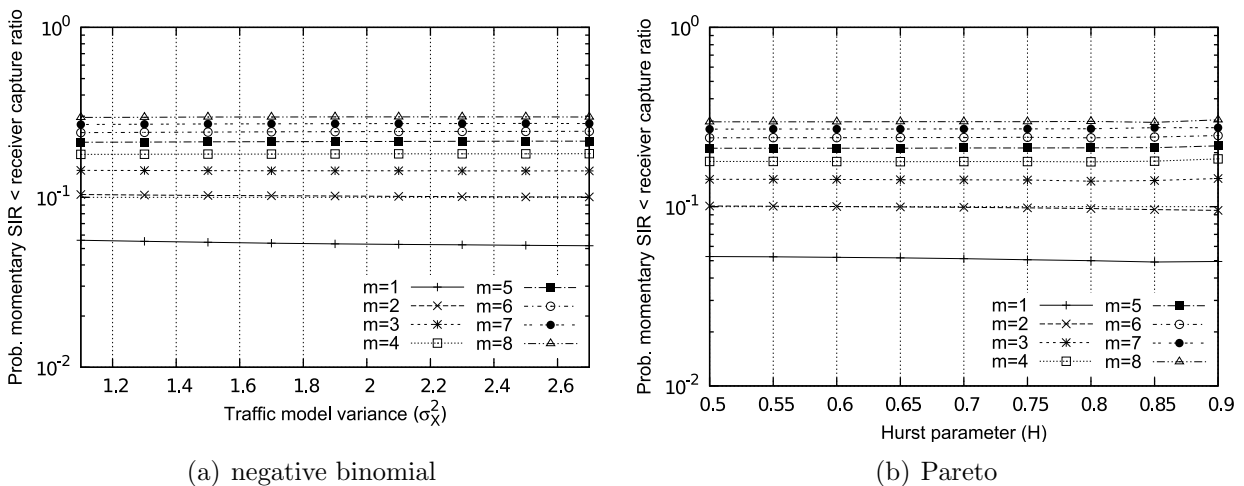 Prob. momentary SIR < receiver capture ratio
10^0
10^-1
10^-2
m=1
m=2
m=3
m=4
m=5
m=6
m=7
m=8
1.2 1.4 1.6 1.8 2 2.2 2.4 2.6
Traffic model variance (σ_X^2)
(a) negative binomial
Prob. momentary SIR < receiver capture ratio
10^0
10^-1
10^-2
m=1
m=2
m=3
m=4
m=5
m=6
m=7
m=8
0.5 0.55 0.6 0.65 0.7 0.75 0.8 0.85 0.9
Hurst parameter (H)
(b) Pareto